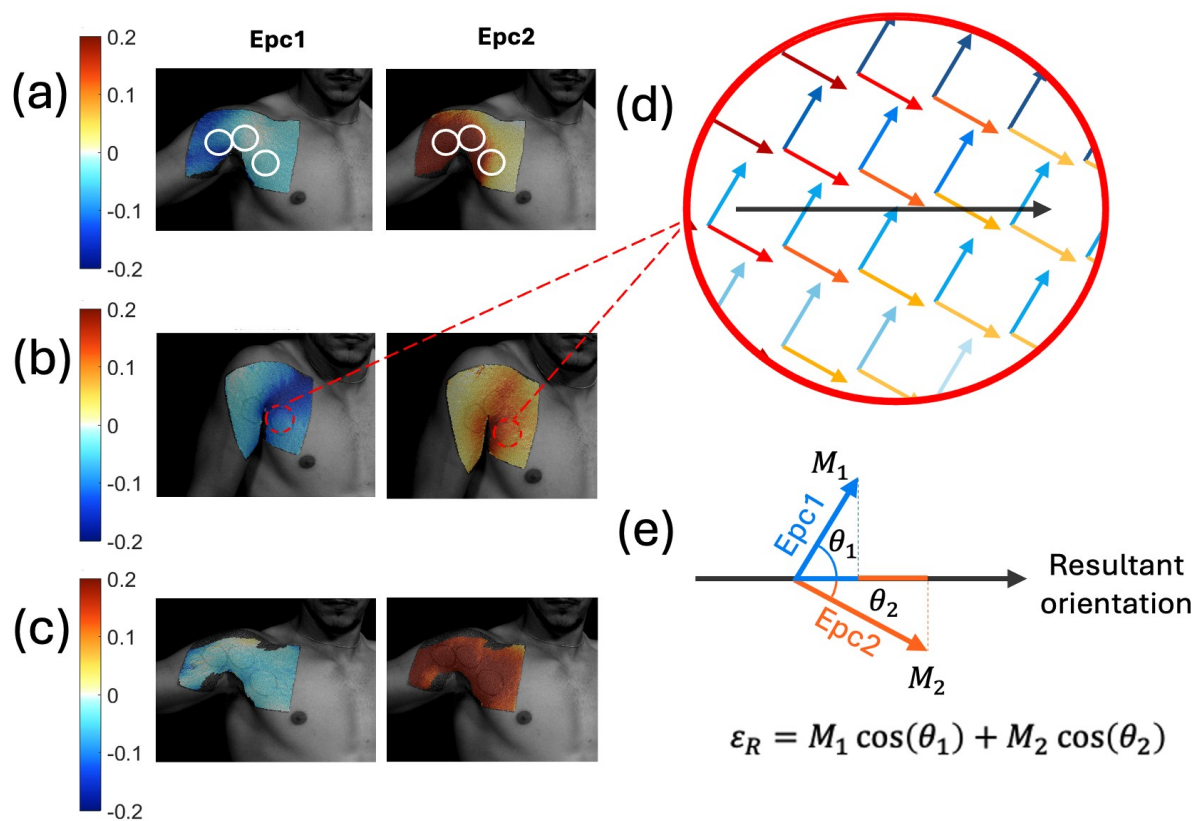 Epc1
Epc2
(a)
0.2
0.1
0
-0.1
-0.2
(b)
0.2
0.1
0
-0.1
-0.2
(c)
0.2
0.1
0
-0.1
-0.2
(d)
(e)
M₁
Epc1
θ₁
θ₂
Epc2
M₂
Resultant
orientation
ε_R = M₁ cos(θ₁) + M₂ cos(θ₂)